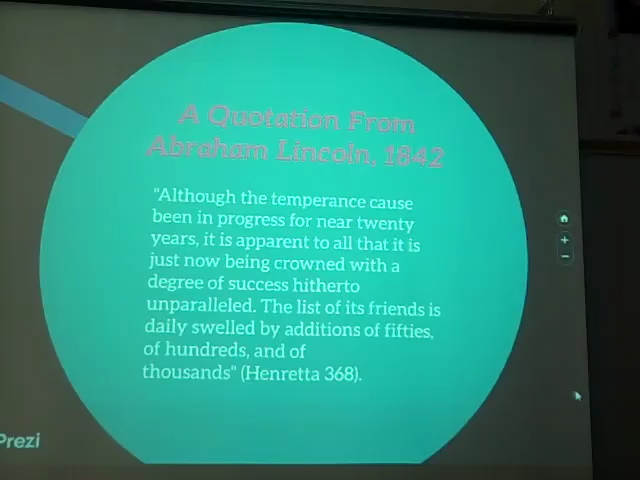 A Quotation From
Abraham Lincoln, 1842
"Although the temperance cause
been in progress for near twenty
years, it is apparent to all that it is
just now being crowned with a
degree of success hitherto
unparalleled. The list of its friends is
daily swelled by additions of fifties,
of hundreds, and of
thousands" (Henretta 368).
Prezi